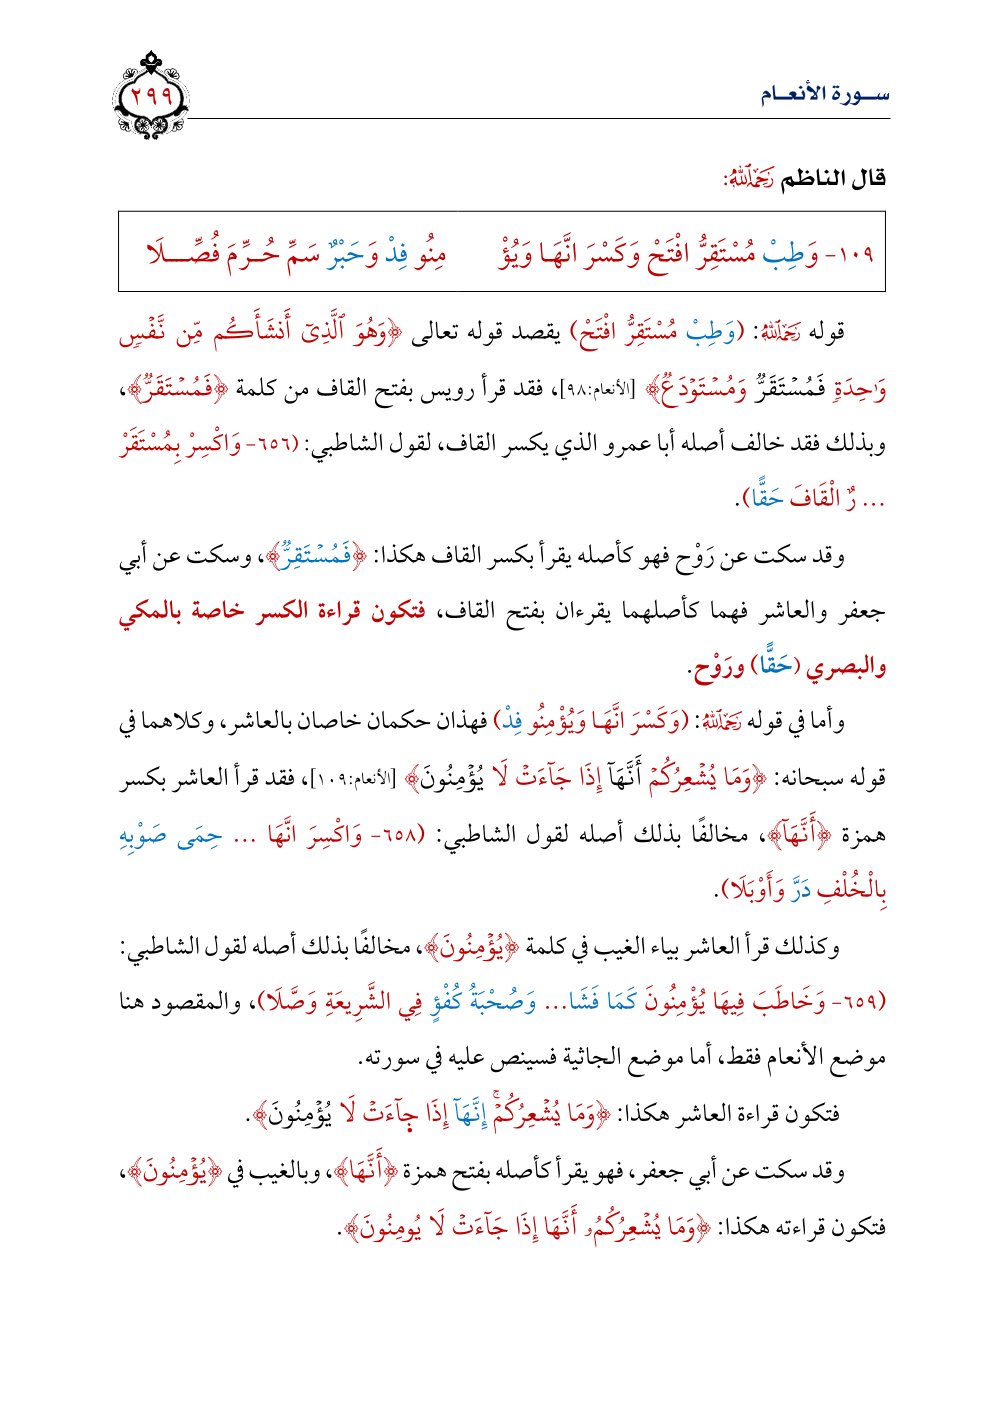 سـورة الأنعـام
٢٩٩
قال الناظم رَحِمَهُ ٱللَّهُ:
١٠٩- وَطِبْ مُسْتَقِرُّ افْتَحْ وَكَسْرَ انَّهَا وَيُؤْ مِنُو فِدْ وَحَبْرٌ سَمِّ حُرِّمَ فُصِّلَا
قوله رَحِمَهُ ٱللَّهُ: (وَطِبْ مُسْتَقِرُّ افْتَحْ) يقصد قوله تعالى ﴿وَهُوَ ٱلَّذِيٓ أَنشَأَكُم مِّن نَّفۡسٖ
وَٰحِدَةٖ فَمُسۡتَقَرّٞ وَمُسۡتَوۡدَعٞ﴾ [الأنعام:٩٨]، فقد قرأ رويس بفتح القاف من كلمة ﴿فَمُسۡتَقَرّٞ﴾،
وبذلك فقد خالف أصله أبا عمرو الذي يكسر القاف، لقول الشاطبي: (٦٥٦- وَاكْسِرْ بِمُسْتَقَرْ
... رٌ الْقَافَ حَقًّا).
وقد سكت عن رَوْح فهو كأصله يقرأ بكسر القاف هكذا: ﴿فَمُسۡتَقِرّٞ﴾، وسكت عن أبي
جعفر والعاشر فهما كأصلهما يقرءان بفتح القاف، فتكون قراءة الكسر خاصة بالمكي
والبصري (حَقًّا) ورَوْح.
وأما في قوله رَحِمَهُ ٱللَّهُ: (وَكَسْرَ انَّهَا وَيُؤْمِنُو فِدْ) فهذان حكمان خاصان بالعاشر، وكلاهما في
قوله سبحانه: ﴿وَمَا يُشۡعِرُكُمۡ أَنَّهَآ إِذَا جَآءَتۡ لَا يُؤۡمِنُونَ﴾ [الأنعام:١٠٩]، فقد قرأ العاشر بكسر
همزة ﴿أَنَّهَآ﴾، مخالفًا بذلك أصله لقول الشاطبي: (٦٥٨- وَاكْسِرَ انَّهَا ... حِمَى صَوْبِهِ
بِالْخُلْفِ دَرَّ وَأَوْبَلَا).
وكذلك قرأ العاشر بياء الغيب في كلمة ﴿يُؤۡمِنُونَ﴾، مخالفًا بذلك أصله لقول الشاطبي:
(٦٥٩- وَخَاطَبَ فِيهَا يُؤْمِنُونَ كَمَا فَشَا... وَصُحْبَةُ كُفْؤٍ فِي الشَّرِيعَةِ وَصَّلَا)، والمقصود هنا
موضع الأنعام فقط، أما موضع الجاثية فسينص عليه في سورته.
فتكون قراءة العاشر هكذا: ﴿وَمَا يُشۡعِرُكُمۡۚ إِنَّهَآ إِذَا جَآءَتۡ لَا يُؤۡمِنُونَ﴾.
وقد سكت عن أبي جعفر، فهو يقرأ كأصله بفتح همزة ﴿أَنَّهَا﴾، وبالغيب في ﴿يُؤۡمِنُونَ﴾،
فتكون قراءته هكذا: ﴿وَمَا يُشۡعِرُكُمُۥ أَنَّهَا إِذَا جَآءَتۡ لَا يُومِنُونَ﴾.